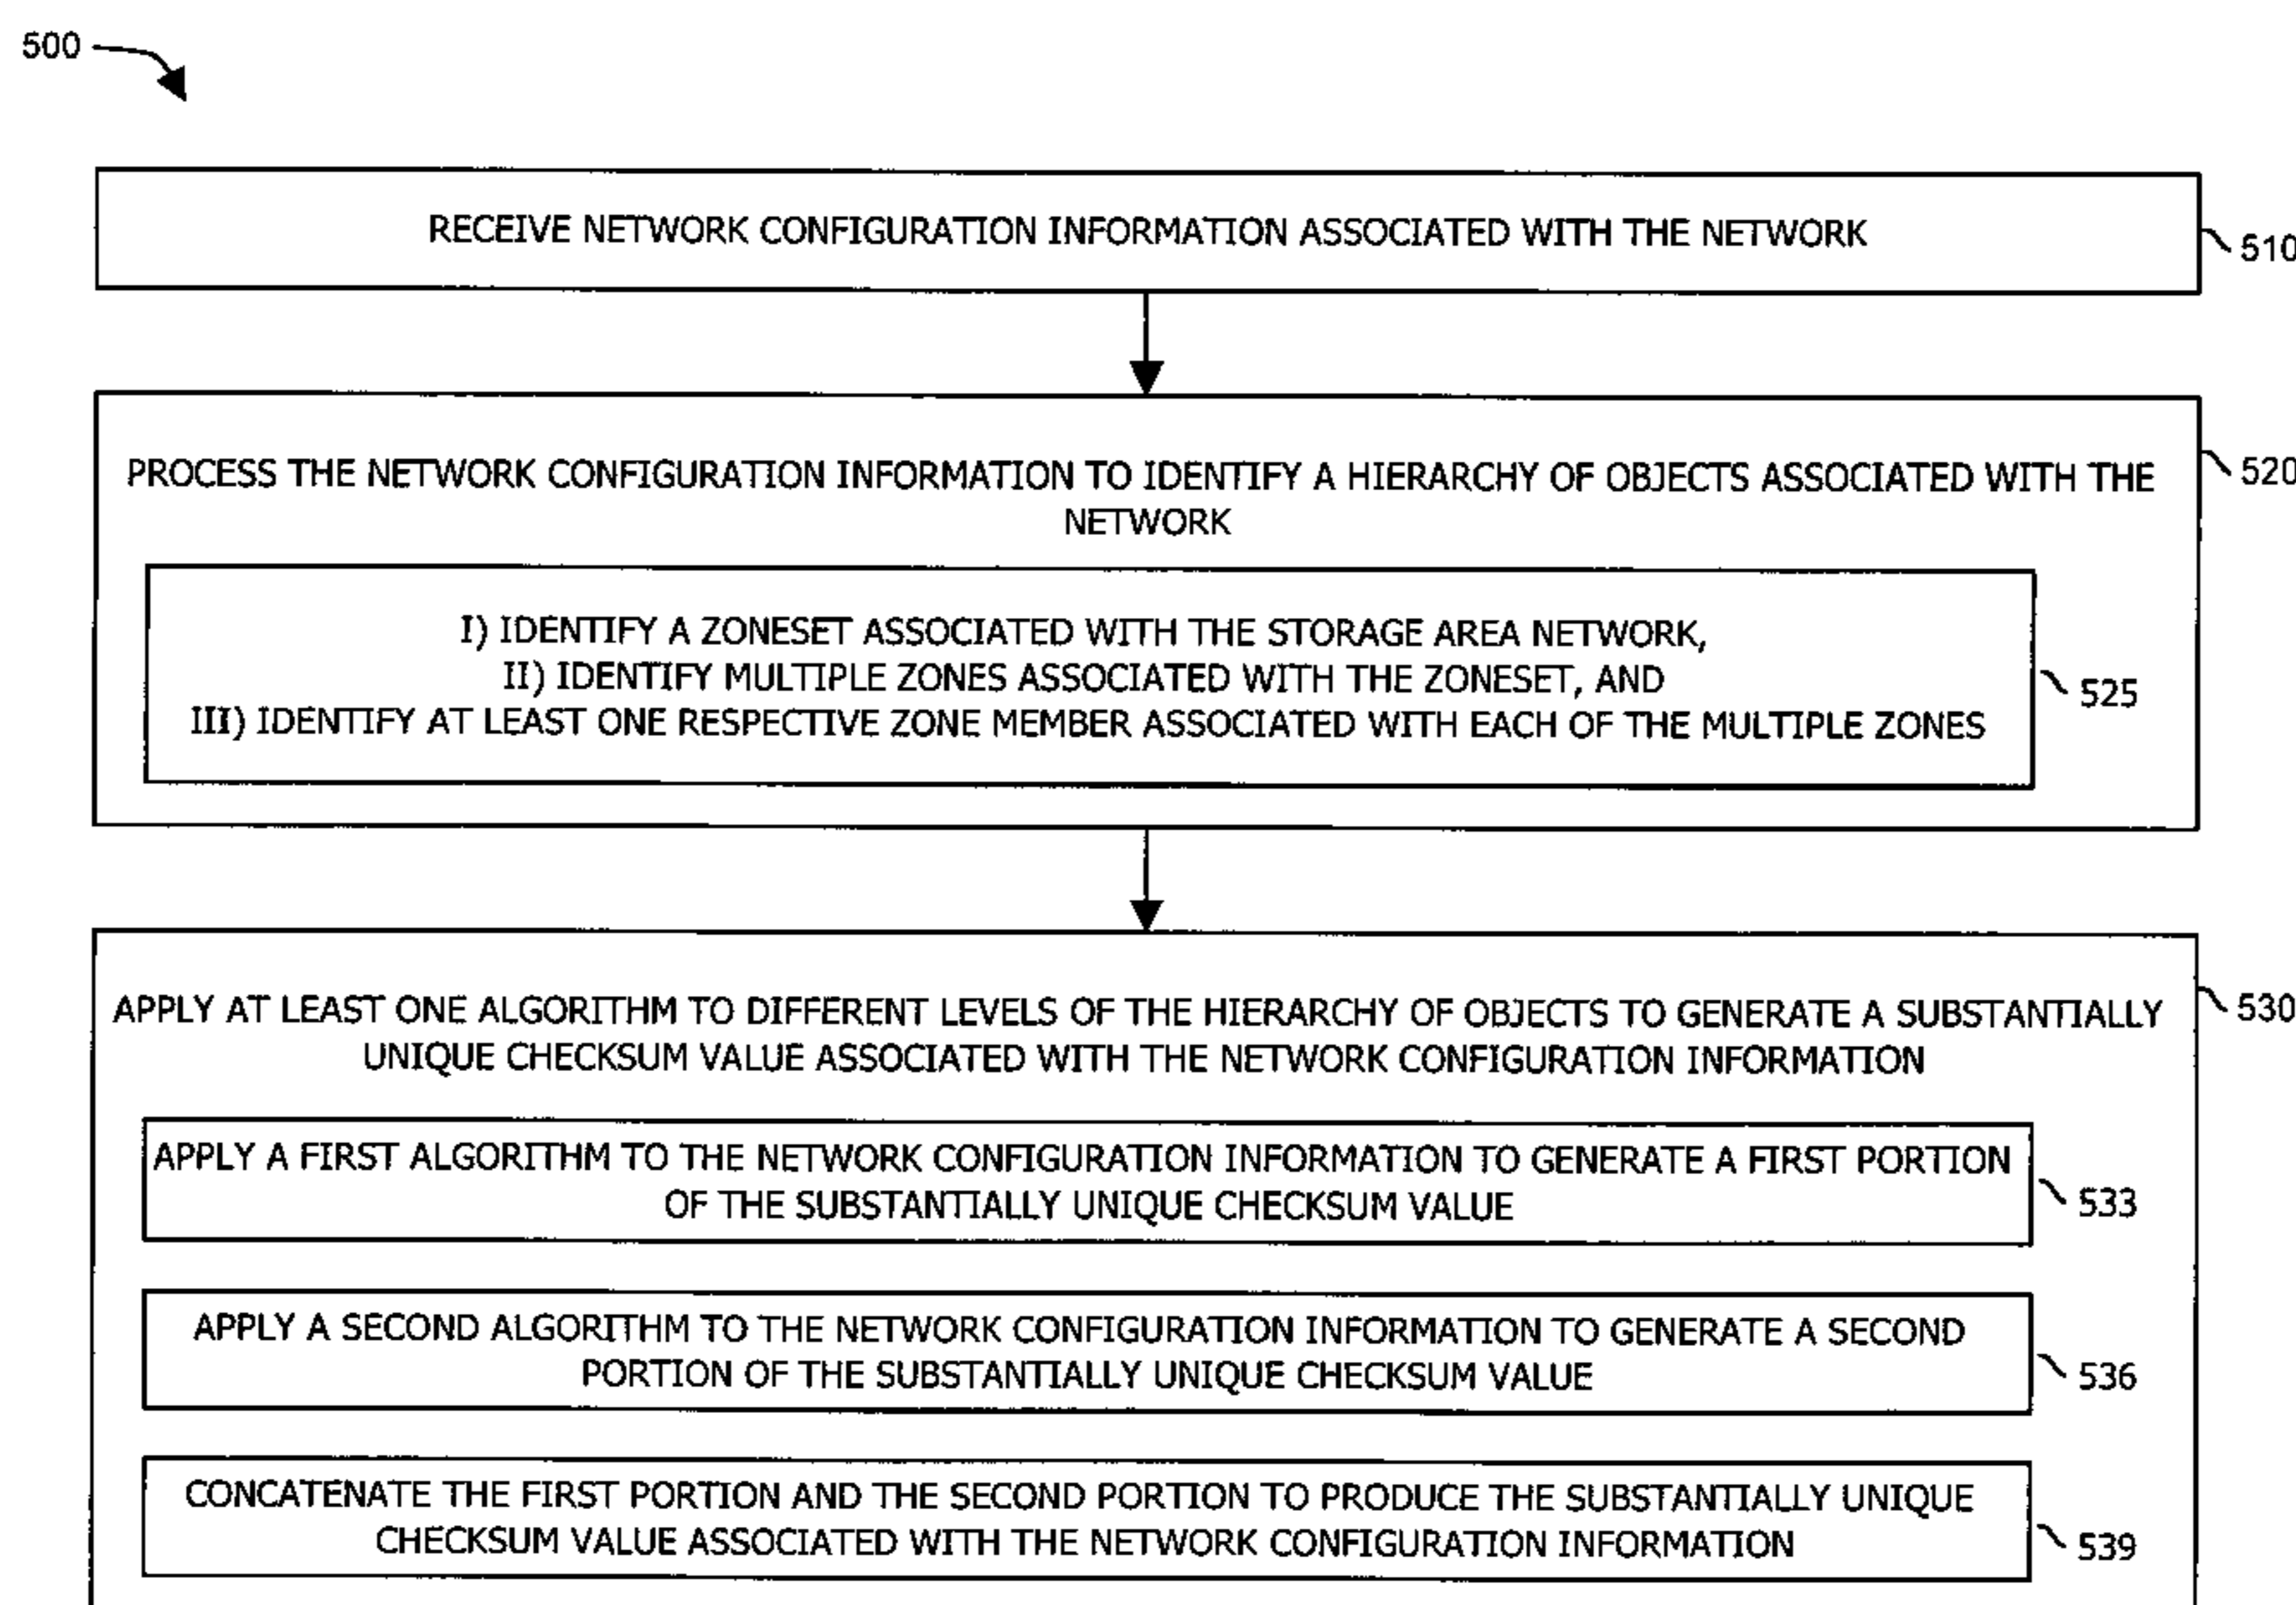 500
RECEIVE NETWORK CONFIGURATION INFORMATION ASSOCIATED WITH THE NETWORK
510
PROCESS THE NETWORK CONFIGURATION INFORMATION TO IDENTIFY A HIERARCHY OF OBJECTS ASSOCIATED WITH THE
NETWORK
520
I) IDENTIFY A ZONESET ASSOCIATED WITH THE STORAGE AREA NETWORK,
II) IDENTIFY MULTIPLE ZONES ASSOCIATED WITH THE ZONESET, AND
III) IDENTIFY AT LEAST ONE RESPECTIVE ZONE MEMBER ASSOCIATED WITH EACH OF THE MULTIPLE ZONES
525
APPLY AT LEAST ONE ALGORITHM TO DIFFERENT LEVELS OF THE HIERARCHY OF OBJECTS TO GENERATE A SUBSTANTIALLY
UNIQUE CHECKSUM VALUE ASSOCIATED WITH THE NETWORK CONFIGURATION INFORMATION
530
APPLY A FIRST ALGORITHM TO THE NETWORK CONFIGURATION INFORMATION TO GENERATE A FIRST PORTION
OF THE SUBSTANTIALLY UNIQUE CHECKSUM VALUE
533
APPLY A SECOND ALGORITHM TO THE NETWORK CONFIGURATION INFORMATION TO GENERATE A SECOND
PORTION OF THE SUBSTANTIALLY UNIQUE CHECKSUM VALUE
536
CONCATENATE THE FIRST PORTION AND THE SECOND PORTION TO PRODUCE THE SUBSTANTIALLY UNIQUE
CHECKSUM VALUE ASSOCIATED WITH THE NETWORK CONFIGURATION INFORMATION
539